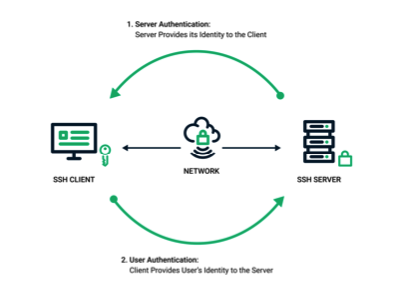 1. Server Authentication:
Server Provides its Identity to the Client
SSH CLIENT
NETWORK
SSH SERVER
2. User Authentication:
Client Provides User's Identity to the Server